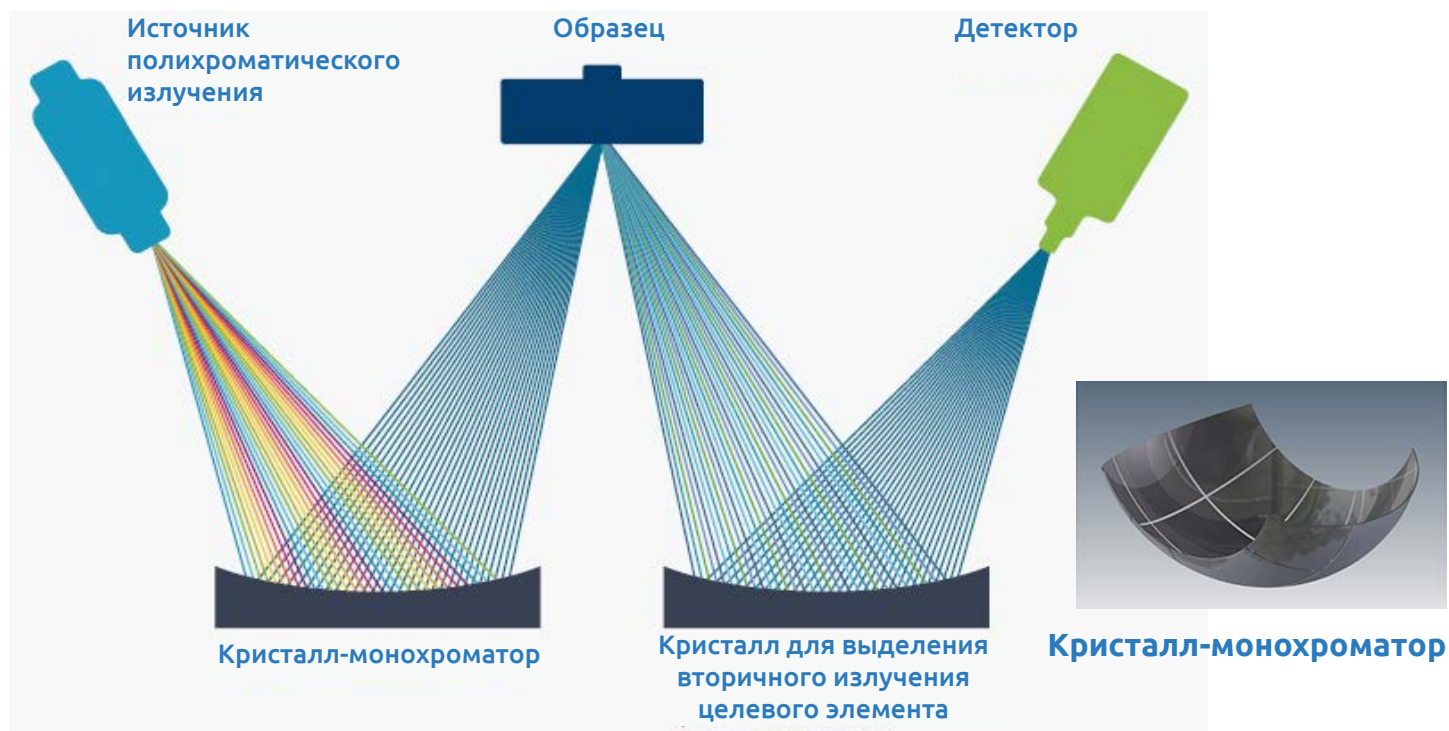 Источник
полихроматического
излучения
Образец
Детектор
Кристалл-монохроматор
Кристалл для выделения
вторичного излучения
целевого элемента
Кристалл-монохроматор